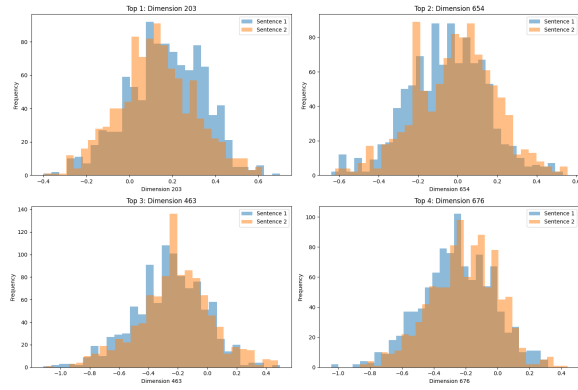 Top 1: Dimension 203
Sentence 1
Sentence 2
80
60
40
20
0
Frequency
−0.4
−0.2
0.0
0.2
0.4
0.6
Dimension 203
Top 2: Dimension 654
Sentence 1
Sentence 2
80
60
40
20
0
Frequency
−0.6
−0.4
−0.2
0.0
0.2
0.4
0.6
Dimension 654
Top 3: Dimension 463
Sentence 1
Sentence 2
140
120
100
80
60
40
20
0
Frequency
−1.0
−0.8
−0.6
−0.4
−0.2
0.0
0.2
0.4
Dimension 463
Top 4: Dimension 676
Sentence 1
Sentence 2
100
80
60
40
20
0
Frequency
−1.0
−0.8
−0.6
−0.4
−0.2
0.0
0.2
0.4
Dimension 676